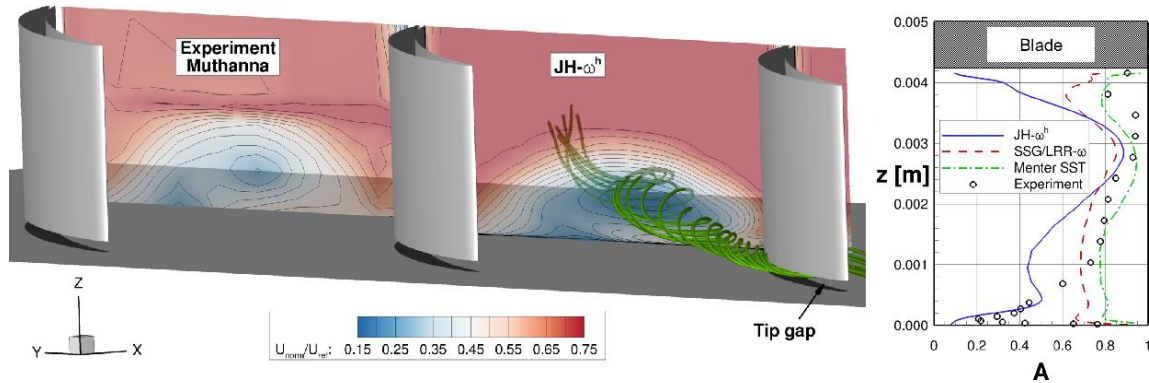 Experiment
Muthanna
JH-ωʰ
Tip gap
Z
Y
X
U_norm/U_ref:
0.15 0.25 0.35 0.45 0.55 0.65 0.75
0.005
Blade
0.004
JH-ωʰ
SSG/LRR-ω
Menter SST
Experiment
z [m]
0.003
0.002
0.001
0.000
0 0.2 0.4 0.6 0.8 1
A